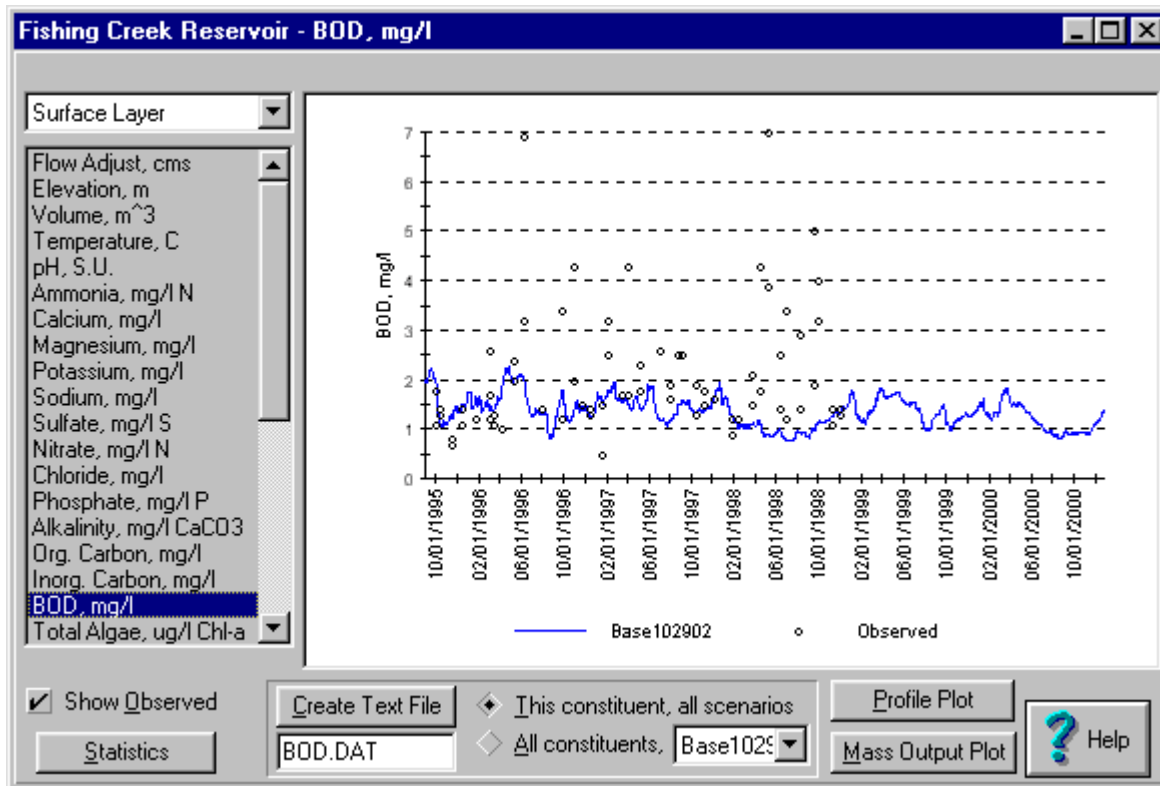 Fishing Creek Reservoir - BOD, mg/l
Surface Layer
Flow Adjust, cms
Elevation, m
Volume, m^3
Temperature, C
pH, S.U.
Ammonia, mg/l N
Calcium, mg/l
Magnesium, mg/l
Potassium, mg/l
Sodium, mg/l
Sulfate, mg/l S
Nitrate, mg/l N
Chloride, mg/l
Phosphate, mg/l P
Alkalinity, mg/l CaCO3
Org. Carbon, mg/l
Inorg. Carbon, mg/l
BOD, mg/l
Total Algae, ug/l Chl-a
BOD, mg/l
7
6
5
4
3
2
1
0
10/01/1995
02/01/1996
06/01/1996
10/01/1996
02/01/1997
06/01/1997
10/01/1997
02/01/1998
06/01/1998
10/01/1998
02/01/1999
06/01/1999
10/01/1999
02/01/2000
06/01/2000
10/01/2000
Base102902
Observed
Show Observed
Statistics
Create Text File
BOD.DAT
This constituent, all scenarios
All constituents,
Base1029
Profile Plot
Mass Output Plot
Help